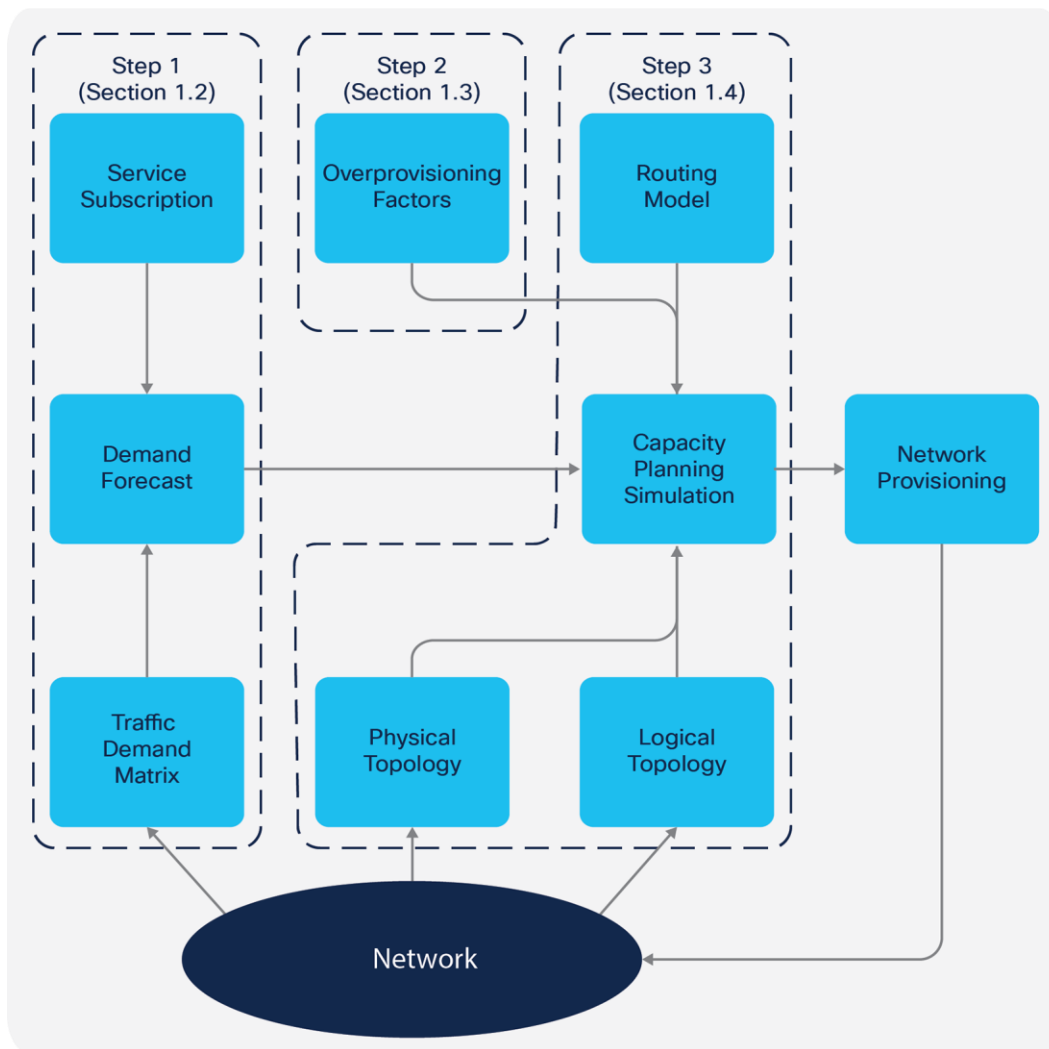 Step 1
(Section 1.2)
Step 2
(Section 1.3)
Step 3
(Section 1.4)
Service
Subscription
Overprovisioning
Factors
Routing
Model
Demand
Forecast
Capacity
Planning
Simulation
Network
Provisioning
Traffic
Demand
Matrix
Physical
Topology
Logical
Topology
Network